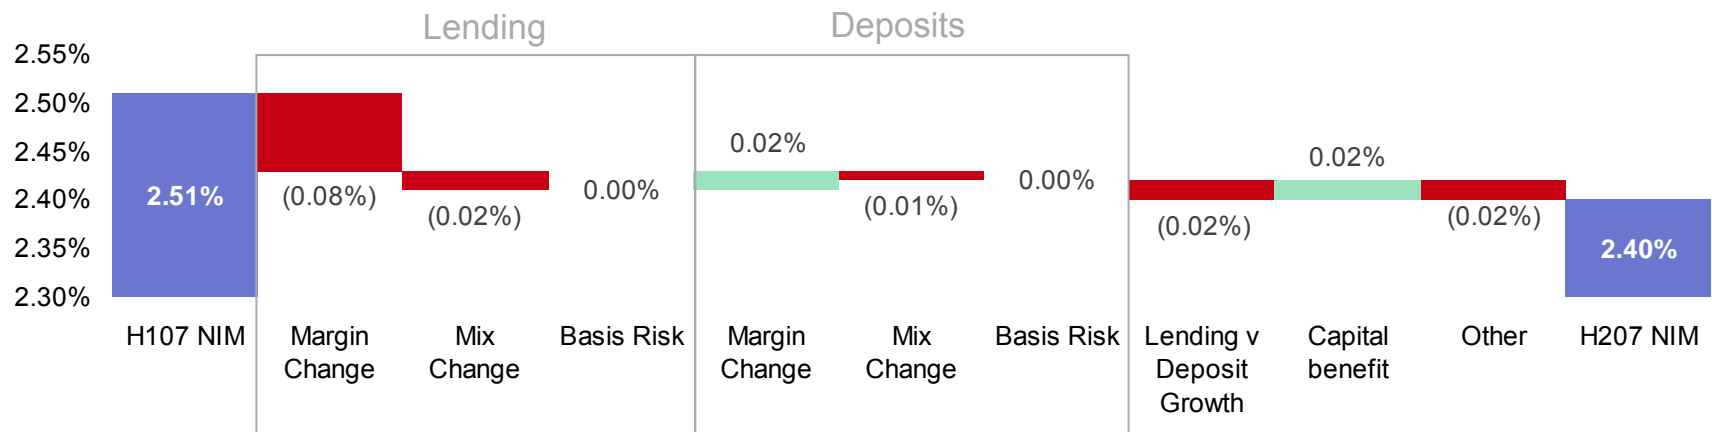 Lending
Deposits
2.55%
2.50%
2.45%
2.40%
2.35%
2.30%
2.51%
(0.08%)
(0.02%)
0.00%
0.02%
(0.01%)
0.00%
(0.02%)
0.02%
(0.02%)
2.40%
H107 NIM
Margin
Change
Mix
Change
Basis Risk
Margin
Change
Mix
Change
Basis Risk
Lending v
Deposit
Growth
Capital
benefit
Other
H207 NIM